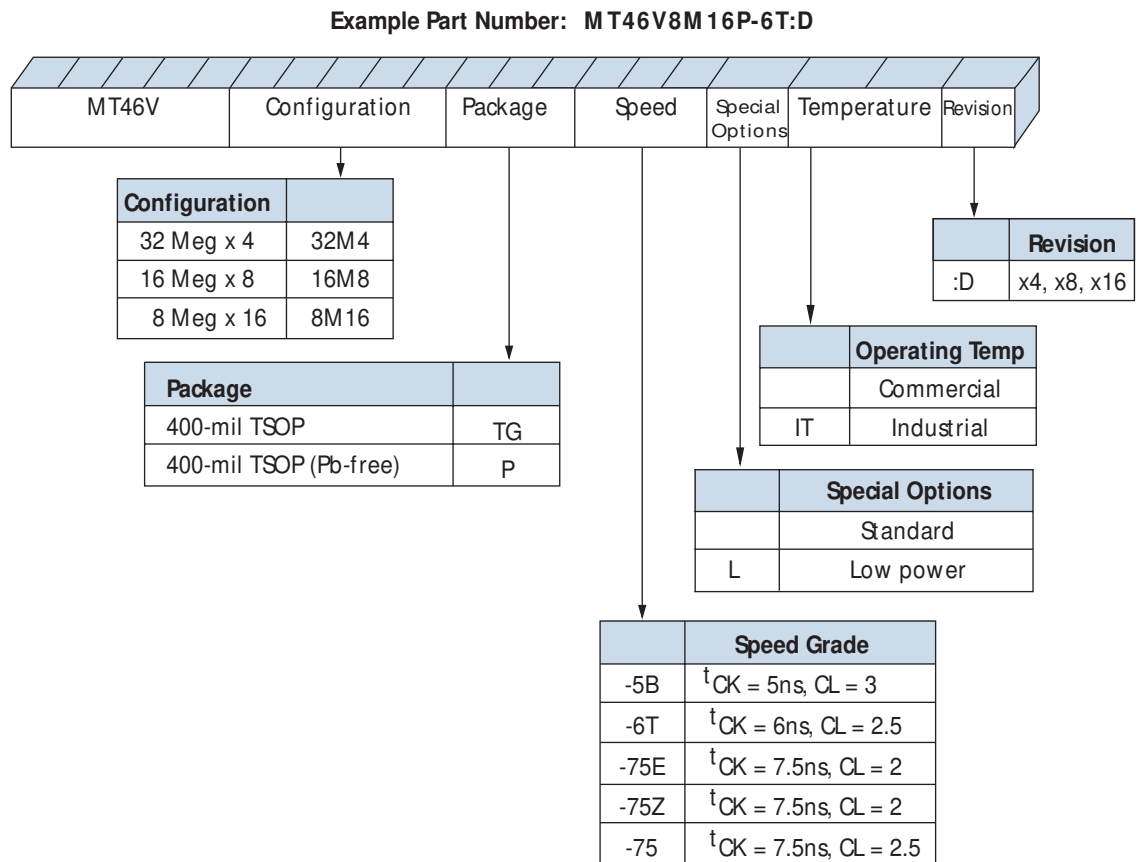 Example Part Number: MT46V8M16P-6T:D
MT46V Configuration Package Speed Special Options Temperature Revision
Configuration
32 Meg x 4 32M4
16 Meg x 8 16M8
8 Meg x 16 8M16
Package
400-mil TSOP TG
400-mil TSOP (Pb-free) P
Revision
:D x4, x8, x16
Operating Temp
Commercial
IT Industrial
Special Options
Standard
L Low power
Speed Grade
-5B tCK = 5ns, CL = 3
-6T tCK = 6ns, CL = 2.5
-75E tCK = 7.5ns, CL = 2
-75Z tCK = 7.5ns, CL = 2
-75 tCK = 7.5ns, CL = 2.5